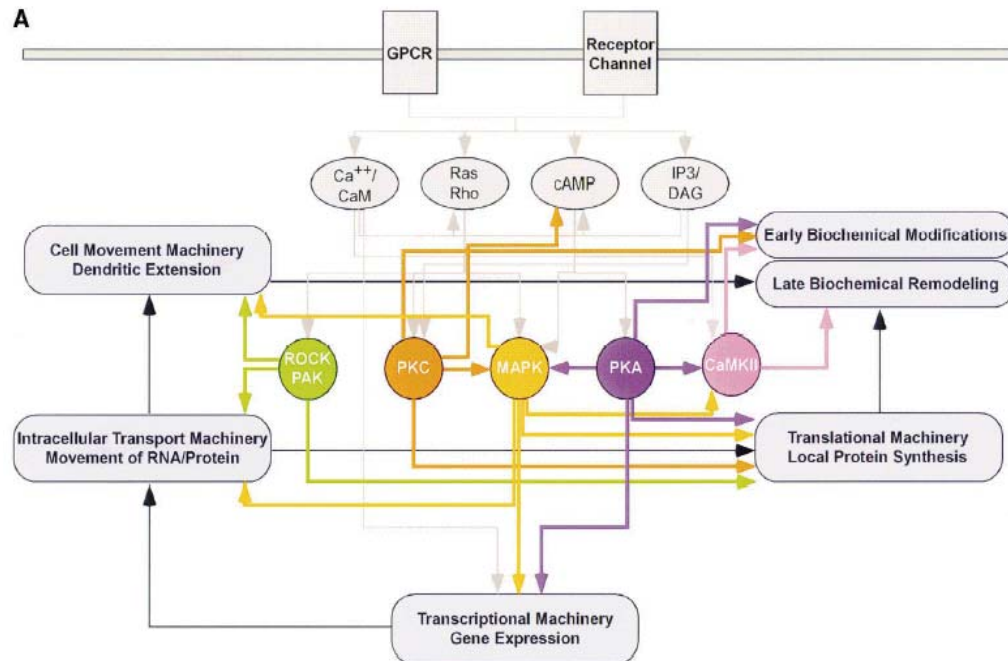 A
GPCR
Receptor
Channel
Ca++/
CaM
Ras
Rho
cAMP
IP3/
DAG
Cell Movement Machinery
Dendritic Extension
Early Biochemical Modifications
Late Biochemical Remodeling
ROCK
PAK
PKC
MAPK
PKA
CaMKII
Intracellular Transport Machinery
Movement of RNA/Protein
Translational Machinery
Local Protein Synthesis
Transcriptional Machinery
Gene Expression